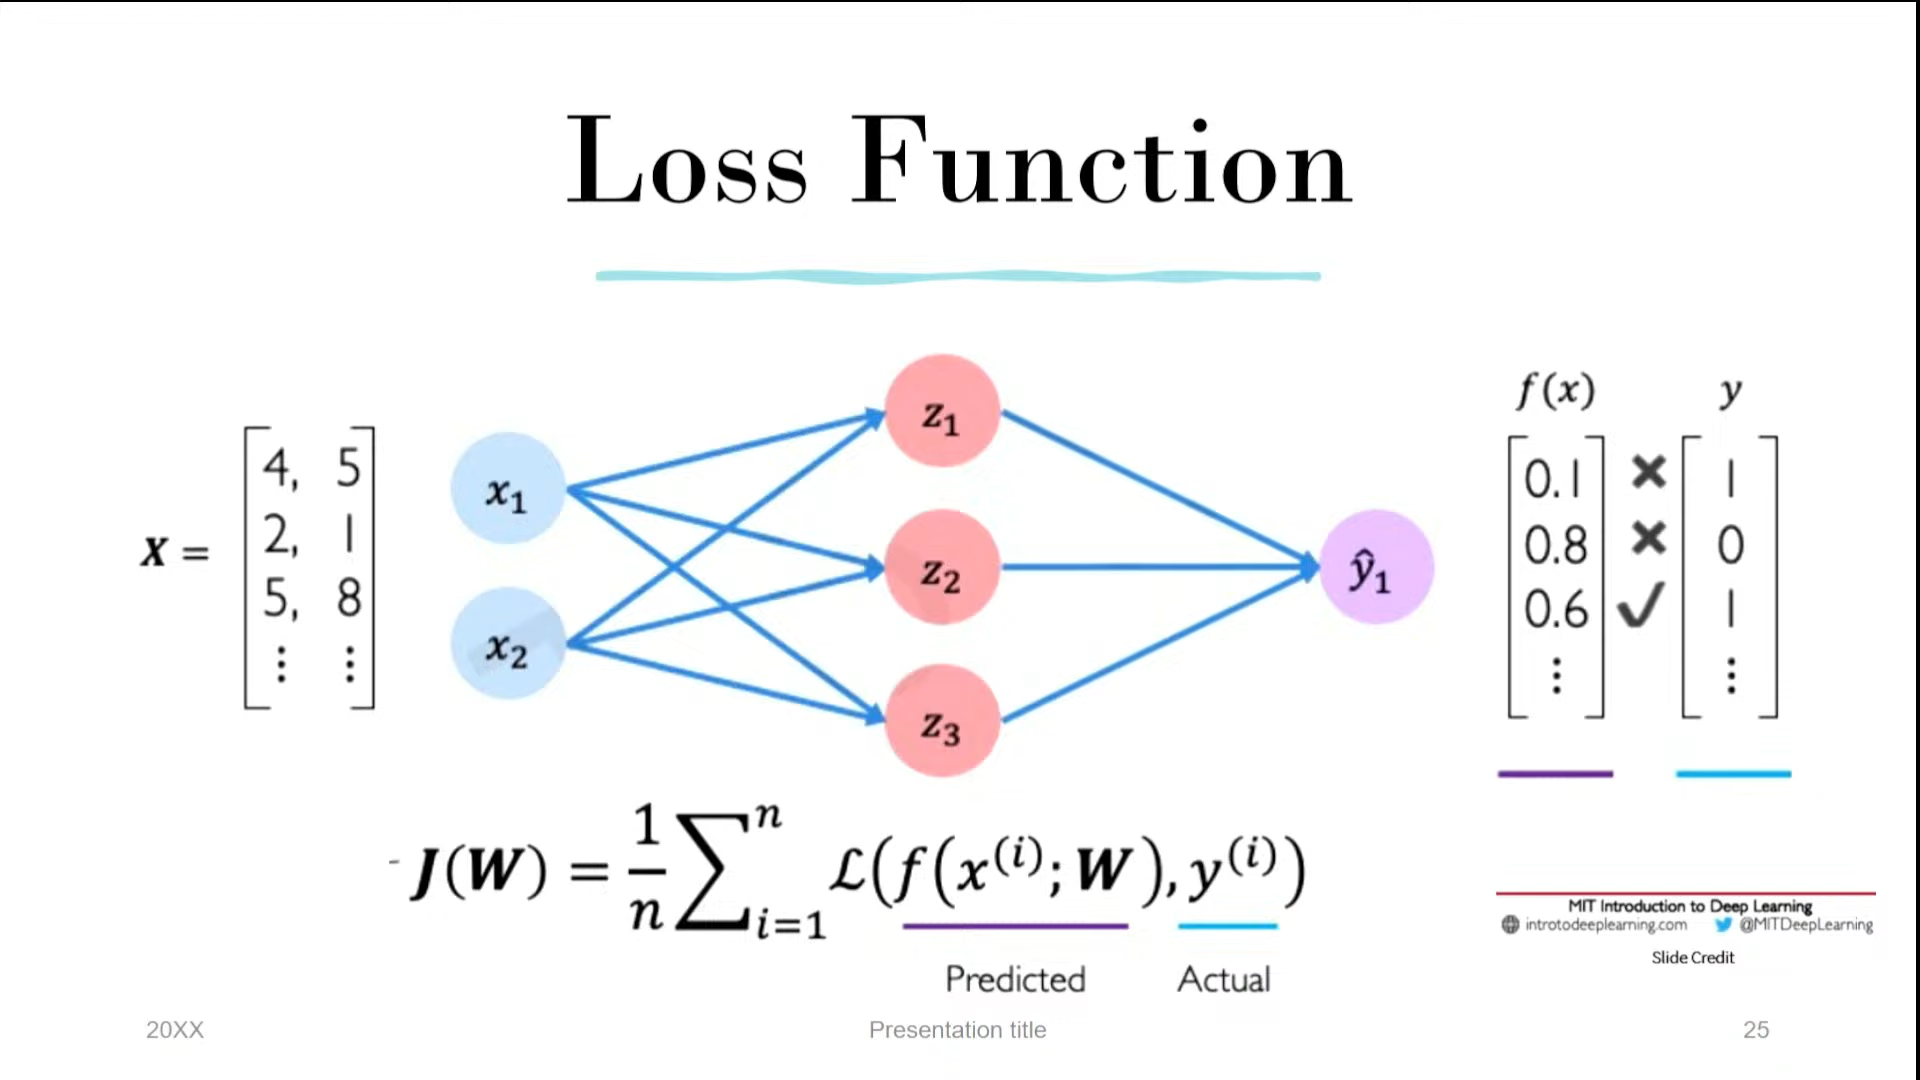 Loss Function
X =
4, 5
2, 1
5, 8
⋮ ⋮
x₁
x₂
z₁
z₂
z₃
ŷ₁
f(x) y
0.1 ✖ 1
0.8 ✖ 0
0.6 ✓ 1
⋮ ⋮
J(W) = 1/n ∑ⁿᵢ₌₁ ℒ(f(x⁽ⁱ⁾; W), y⁽ⁱ⁾)
Predicted Actual
MIT Introduction to Deep Learning
introtodeeplearning.com @MITDeepLearning
Slide Credit
20XX Presentation title 25